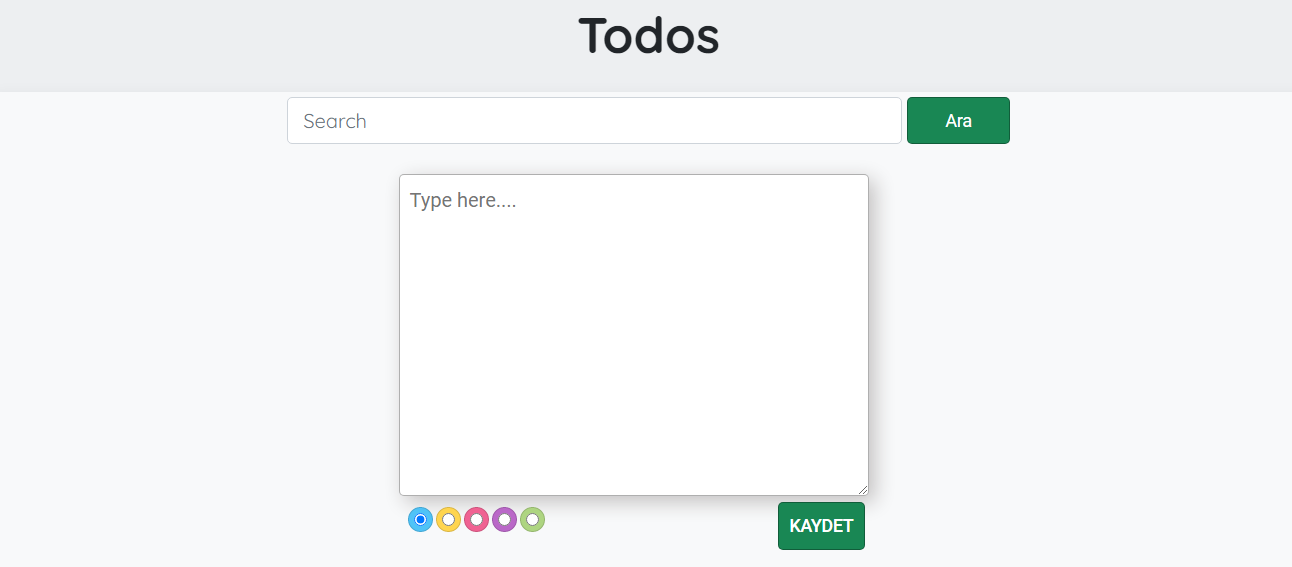 Todos
Search
Ara
Type here....
KAYDET